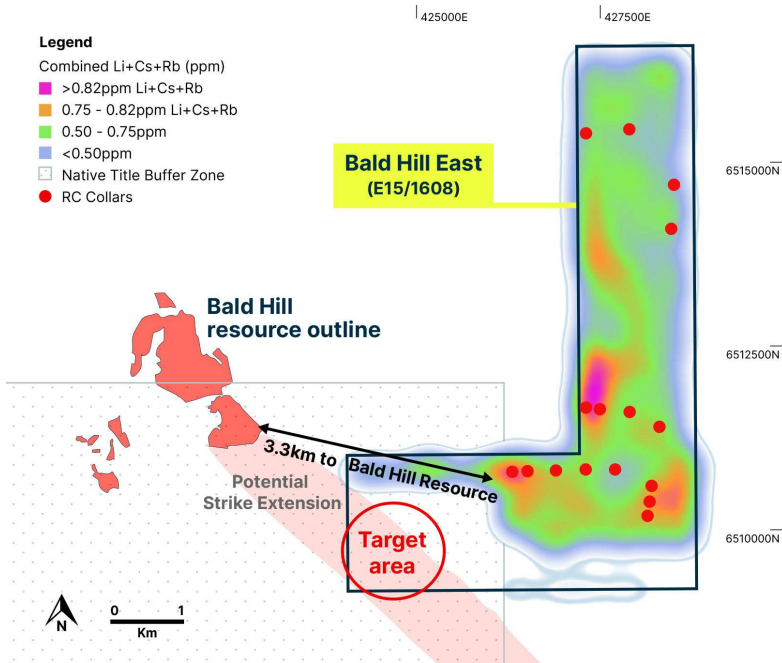 425000E
427500E
Legend
Combined Li+Cs+Rb (ppm)
>0.82ppm Li+Cs+Rb
0.75 - 0.82ppm Li+Cs+Rb
0.50 - 0.75ppm
<0.50ppm
Native Title Buffer Zone
RC Collars
Bald Hill East
(E15/1608)
6515000N
Bald Hill
resource outline
6512500N
3.3km to Bald Hill Resource
Potential
Strike Extension
Target
area
6510000N
N
0 1
Km